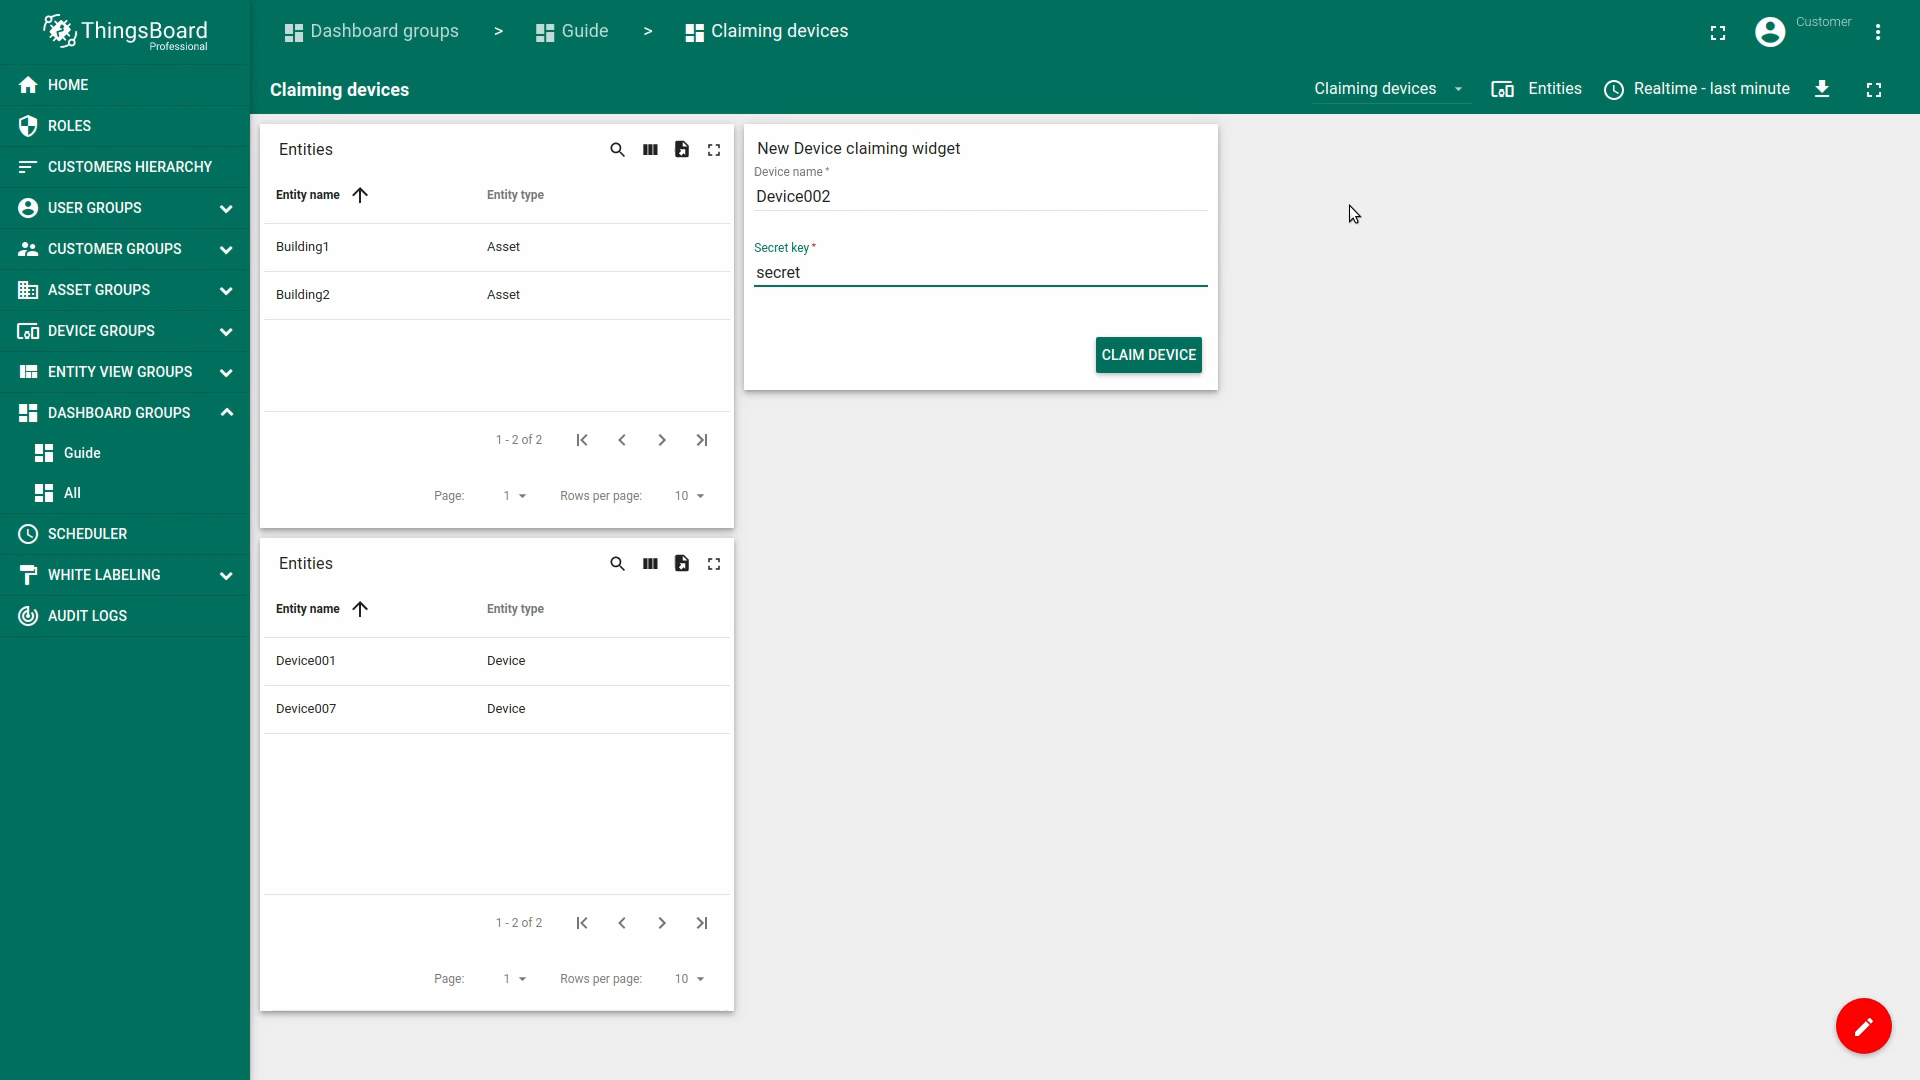 ThingsBoard
Professional
HOME
ROLES
CUSTOMERS HIERARCHY
USER GROUPS
CUSTOMER GROUPS
ASSET GROUPS
DEVICE GROUPS
ENTITY VIEW GROUPS
DASHBOARD GROUPS
Guide
All
SCHEDULER
WHITE LABELING
AUDIT LOGS
Dashboard groups > Guide > Claiming devices
Customer
Claiming devices
Claiming devices Entities Realtime - last minute
Entities
Entity name Entity type
Building1 Asset
Building2 Asset
1 - 2 of 2
Page: 1 Rows per page: 10
New Device claiming widget
Device name *
Device002
Secret key *
secret
CLAIM DEVICE
Entities
Entity name Entity type
Device001 Device
Device007 Device
1 - 2 of 2
Page: 1 Rows per page: 10